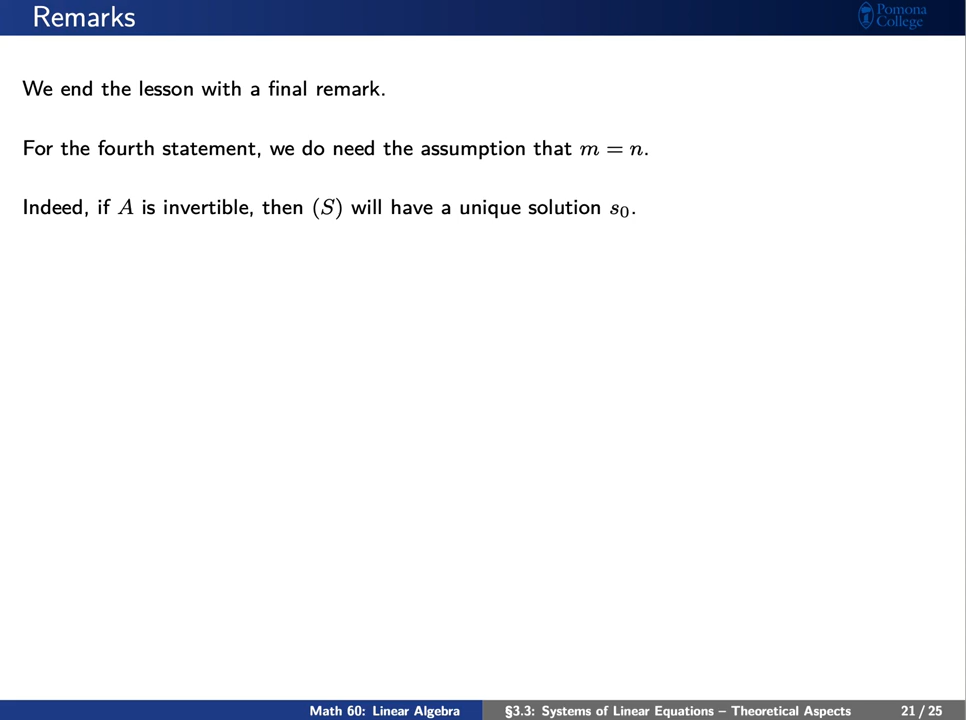 Remarks
Pomona
College
We end the lesson with a final remark.
For the fourth statement, we do need the assumption that m = n.
Indeed, if A is invertible, then (S) will have a unique solution s₀.
Math 60: Linear Algebra
§3.3: Systems of Linear Equations – Theoretical Aspects
21 / 25